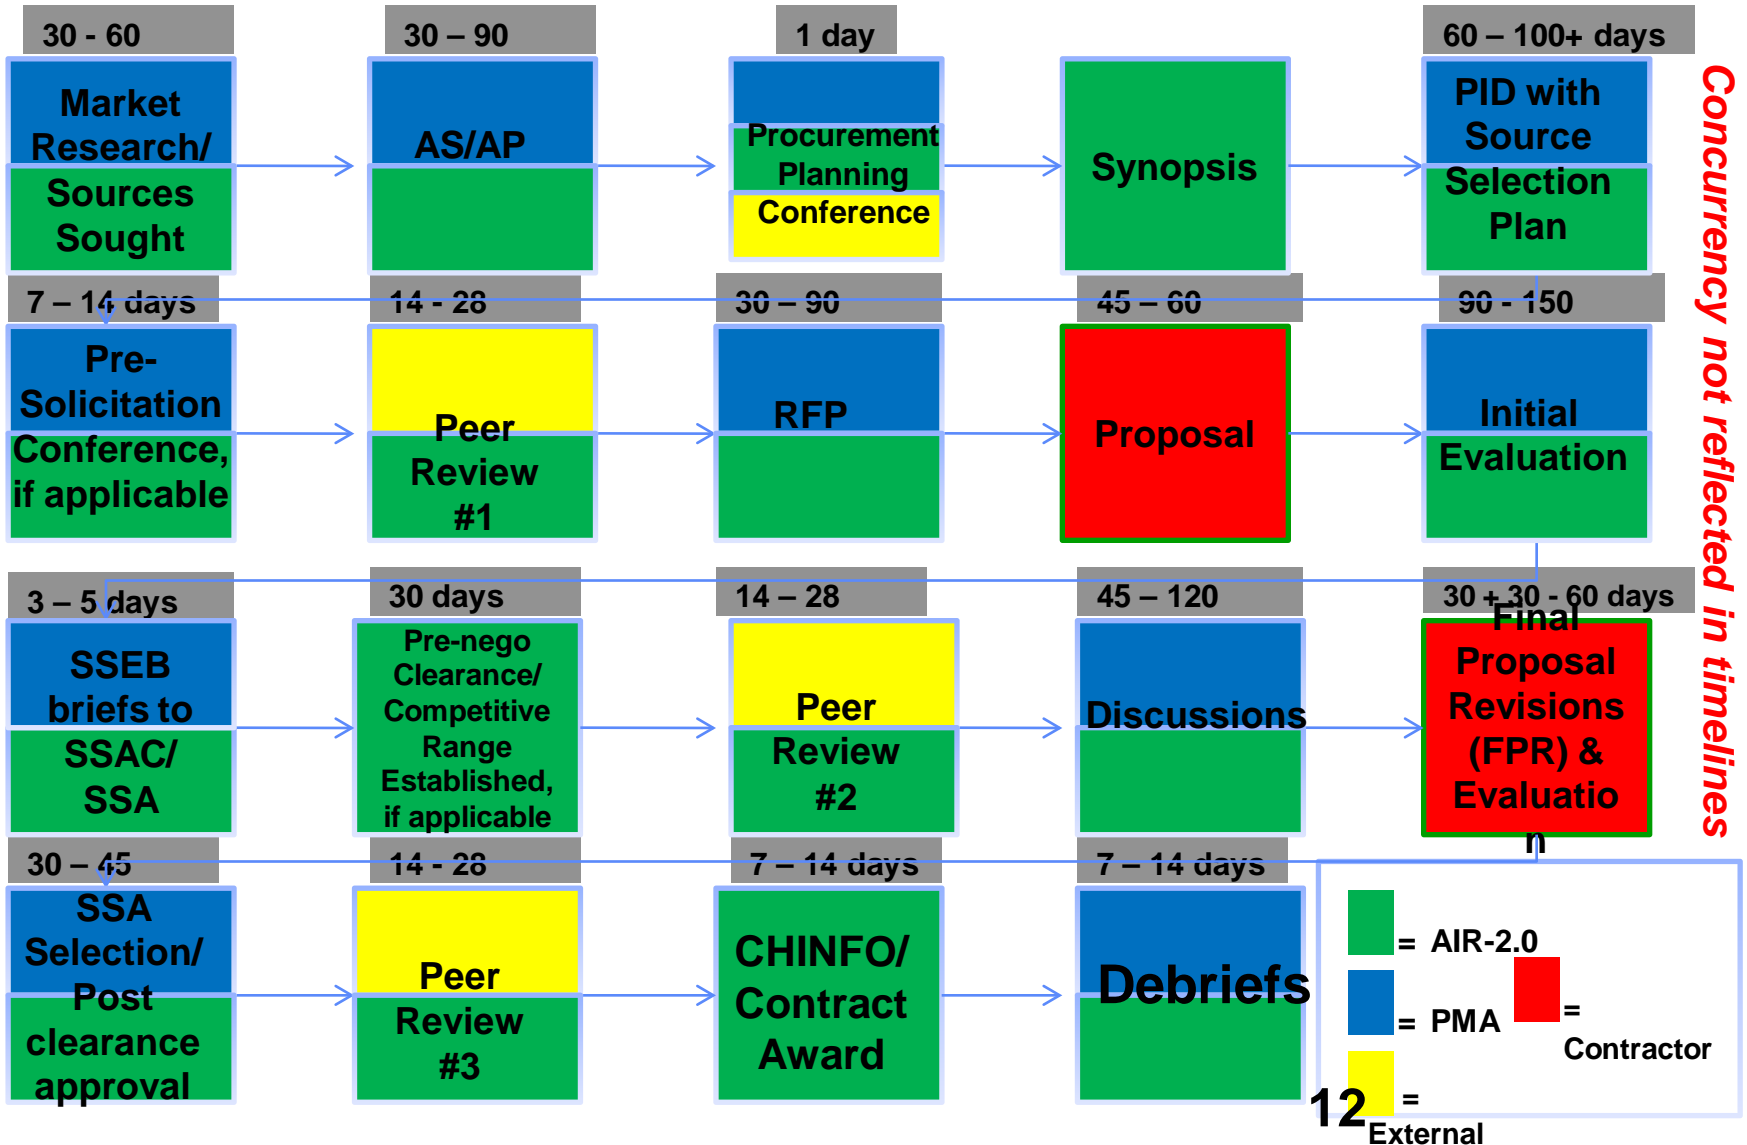 30 - 60
30 – 90
1 day
60 – 100+ days
Market
Research/
Sources
Sought
AS/AP
Procurement
Planning
Conference
Synopsis
PID with
Source
Selection
Plan
7 – 14 days
14 - 28
30 – 90
45 – 60
90 - 150
Pre-
Solicitation
Conference,
if applicable
Peer
Review
#1
RFP
Proposal
Initial
Evaluation
3 – 5 days
30 days
14 – 28
45 – 120
30 + 30 - 60 days
SSEB
briefs to
SSAC/
SSA
Pre-nego
Clearance/
Competitive
Range
Established,
if applicable
Peer
Review
#2
Discussions
Final
Proposal
Revisions
(FPR) &
Evaluatio
n
30 – 45
14 - 28
7 – 14 days
7 – 14 days
SSA
Selection/
Post
clearance
approval
Peer
Review
#3
CHINFO/
Contract
Award
Debriefs
= AIR-2.0
= PMA
=
Contractor
=
External
12
Concurrency not reflected in timelines